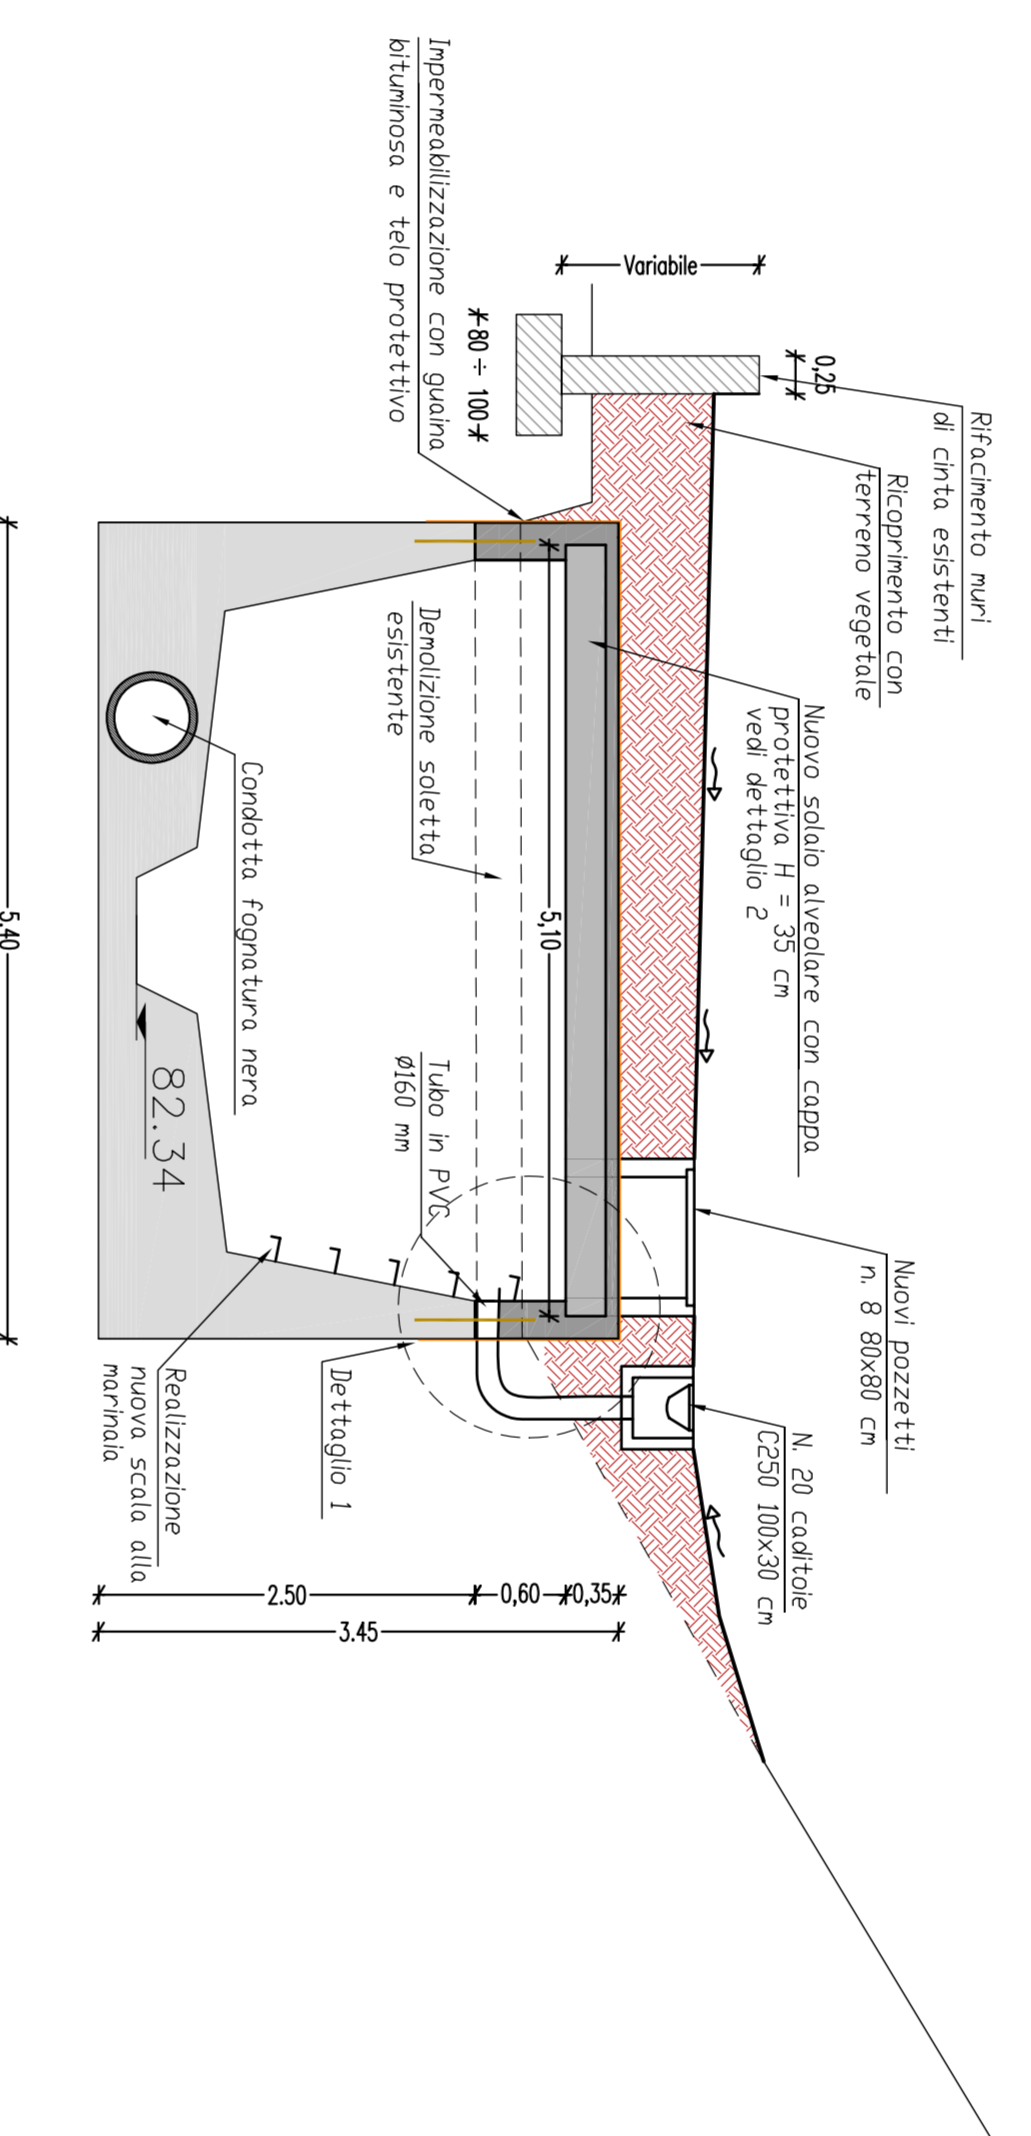 Rifacimento muri
di cinta esistenti
Ricoprimento con
terreno vegetale
0,25
Variabile
80 ÷ 100
Impermeabilizzazione con guaina
bituminosa e telo protettivo
Nuovo solaio alveolare con cappa
protettiva H = 35 cm
vedi dettaglio 2
Nuovi pozzetti
n. 8 80x80 cm
N. 20 caditoie
C250 100x30 cm
5,10
Demolizione soletta
esistente
Tubo in PVC
Ø160 mm
Condotta fognatura nera
82.34
Dettaglio 1
Realizzazione
nuova scala alla
marinaia
0,35
0,60
2.50
3.45
5,40